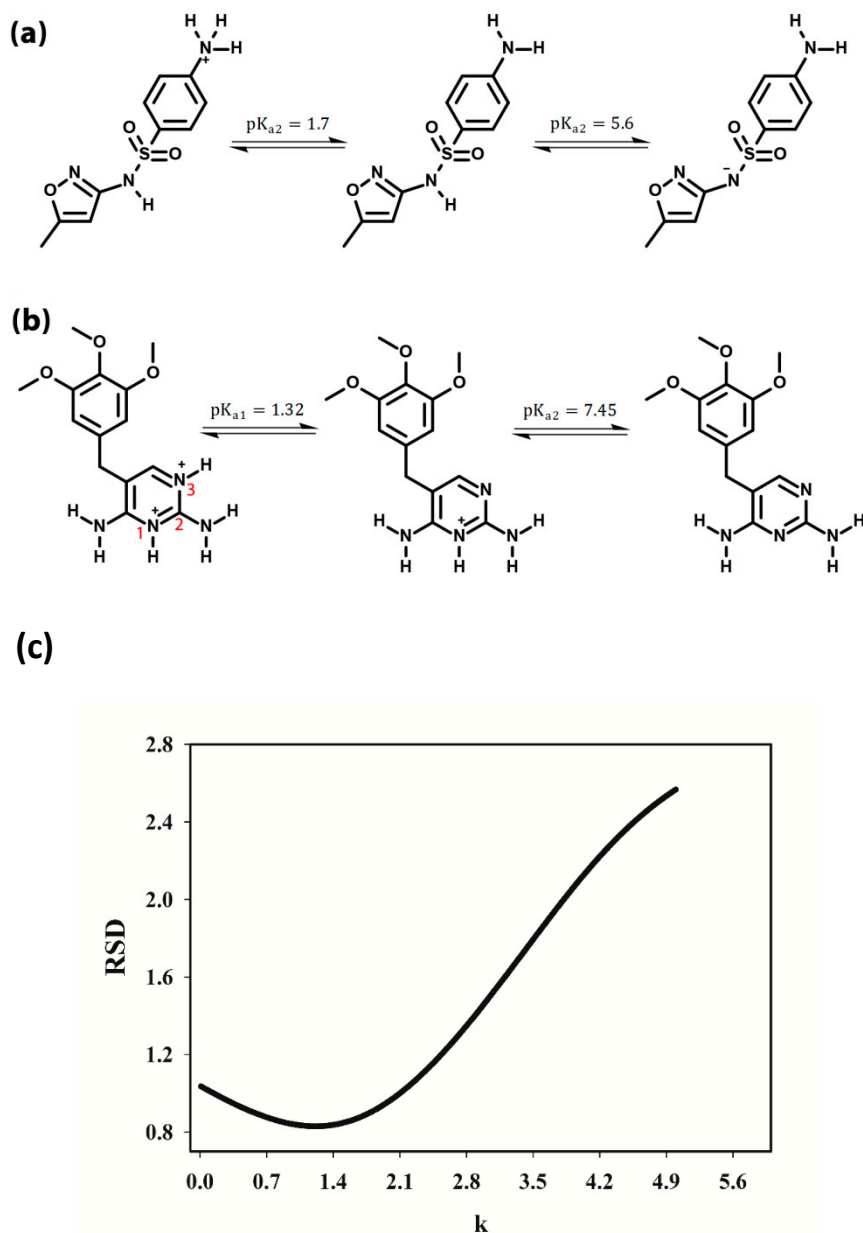 (a)
H H
N H
+
pKa2 = 1.7
O
S
O
N
O
N
H
H
N H
pKa2 = 5.6
O
S
O
N
O
N
H
H
N H
O
S
O
N
O
N
−
(b)
O
O
O
pKa1 = 1.32
+
N H
3
H N 1 + 2 N H
N
H H H
O
O
O
pKa2 = 7.45
N
H N + N H
N
H H H
O
O
O
N
H N N N H
H H
(c)
2.8
2.4
2.0
1.6
1.2
0.8
RSD
0.0 0.7 1.4 2.1 2.8 3.5 4.2 4.9 5.6
k